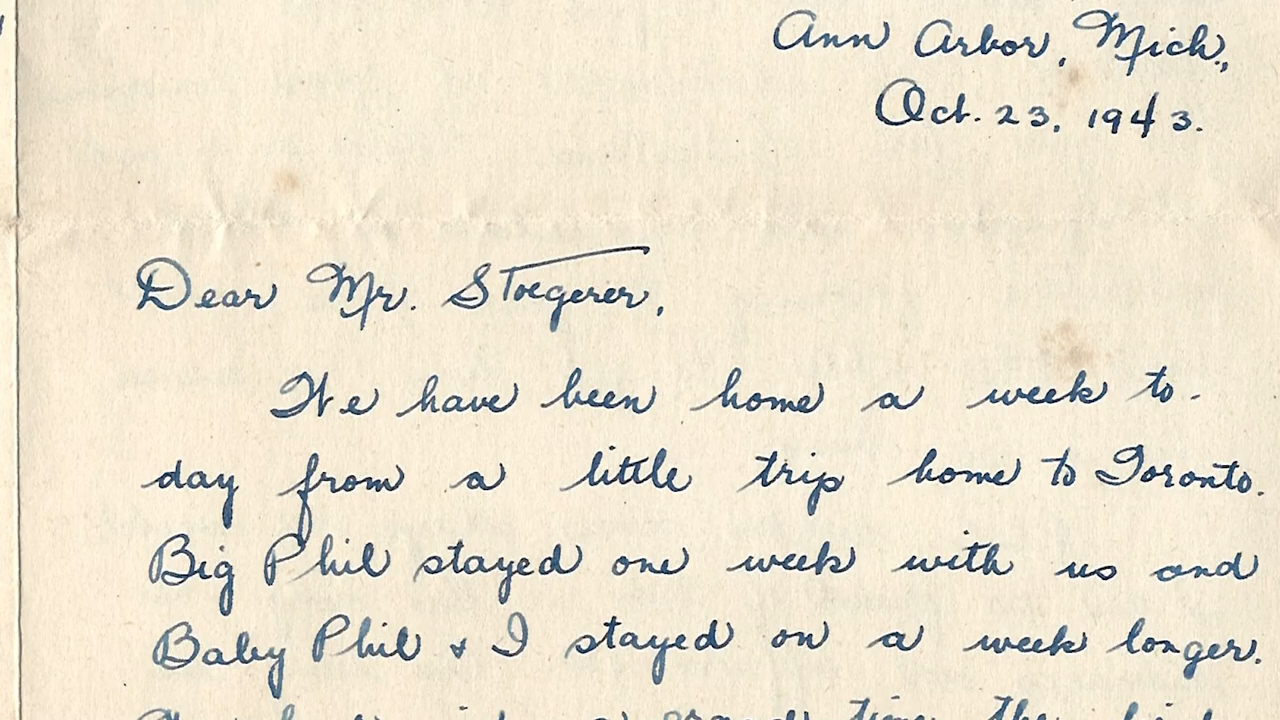 Ann Arbor, Mich.,
Oct. 23, 1943.
Dear Mr. Stoegerer,
We have been home a week to-
day from a little trip home to Toronto.
Big Phil stayed one week with us and
Baby Phil & I stayed on a week longer.